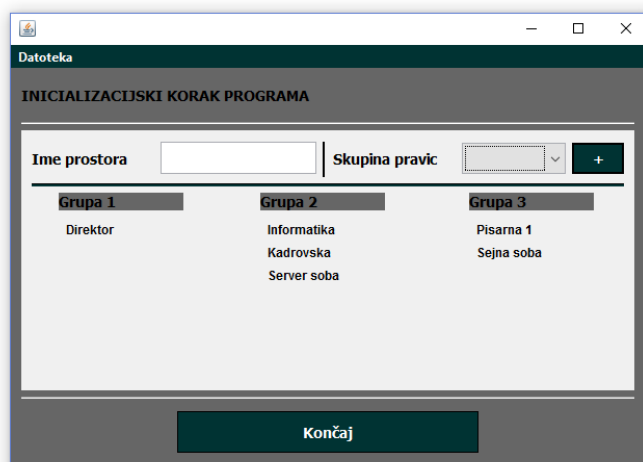 Datoteka
INICIALIZACIJSKI KORAK PROGRAMA
Ime prostora Skupina pravic +
Grupa 1 Grupa 2 Grupa 3
Direktor Informatika Pisarna 1
Kadrovska Sejna soba
Server soba
Končaj